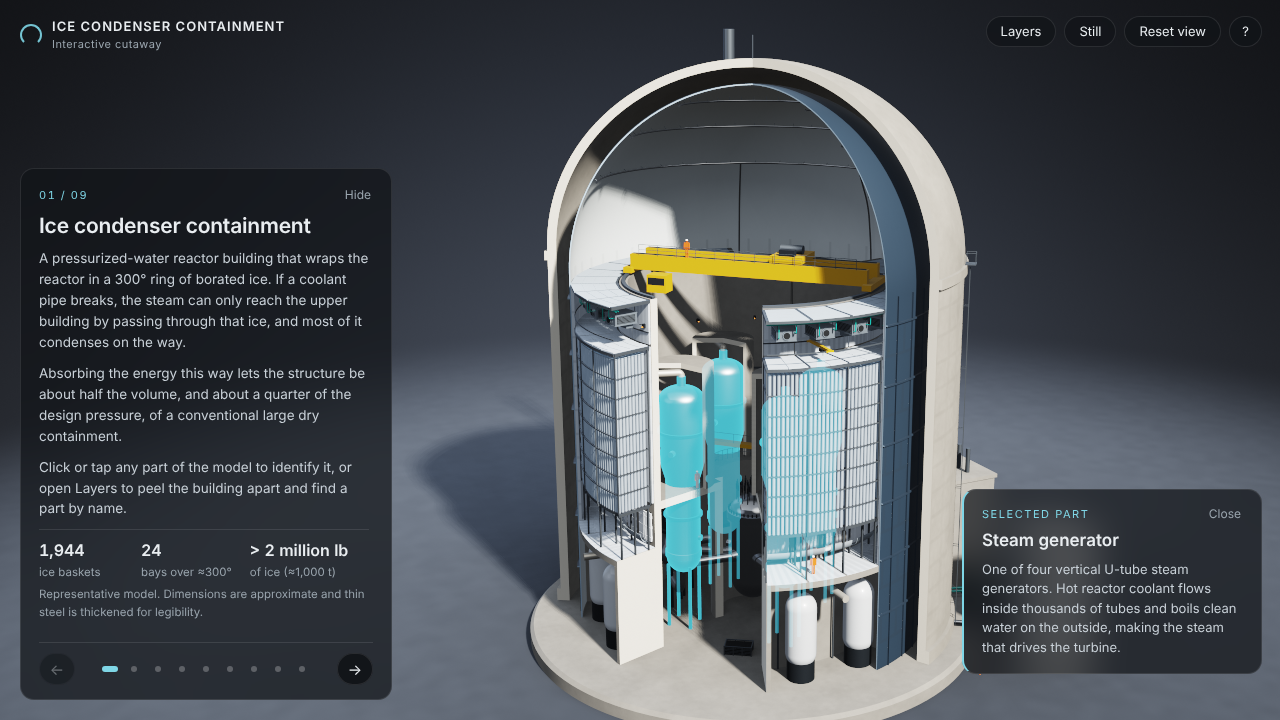 ICE CONDENSER CONTAINMENT
Interactive cutaway
Layers
Still
Reset view
?
01 / 09
Hide
Ice condenser containment
A pressurized-water reactor building that wraps the
reactor in a 300° ring of borated ice. If a coolant
pipe breaks, the steam can only reach the upper
building by passing through that ice, and most of it
condenses on the way.
Absorbing the energy this way lets the structure be
about half the volume, and about a quarter of the
design pressure, of a conventional large dry
containment.
Click or tap any part of the model to identify it, or
open Layers to peel the building apart and find a
part by name.
1,944
ice baskets
24
bays over ≈300°
> 2 million lb
of ice (≈1,000 t)
Representative model. Dimensions are approximate and thin
steel is thickened for legibility.
SELECTED PART
Close
Steam generator
One of four vertical U-tube steam
generators. Hot reactor coolant flows
inside thousands of tubes and boils clean
water on the outside, making the steam
that drives the turbine.